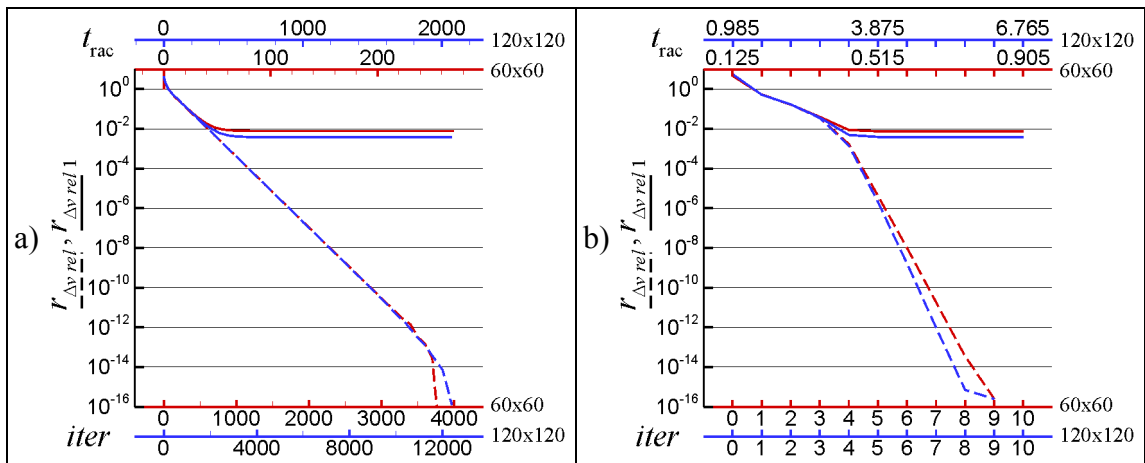 a)
t_rac
0 1000 2000 120x120
0 100 200 60x60
r_Δv rel, r_Δv rel 1
10^0
10^-2
10^-4
10^-6
10^-8
10^-10
10^-12
10^-14
10^-16
0 1000 2000 3000 4000 60x60
iter
0 4000 8000 12000 120x120
b)
t_rac
0.985 3.875 6.765 120x120
0.125 0.515 0.905 60x60
r_Δv rel, r_Δv rel 1
10^0
10^-2
10^-4
10^-6
10^-8
10^-10
10^-12
10^-14
10^-16
0 1 2 3 4 5 6 7 8 9 10 60x60
iter
0 1 2 3 4 5 6 7 8 9 10 120x120